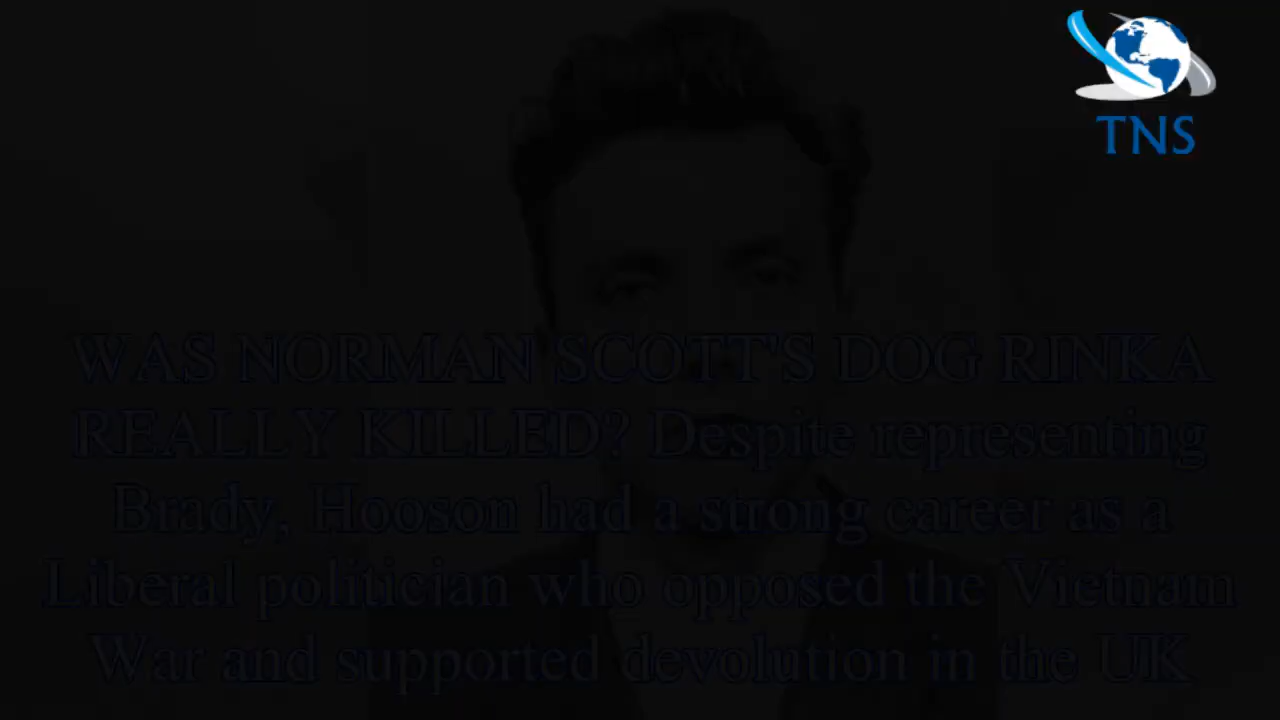 TNS
WAS NORMAN SCOTT'S DOG RINKA
REALLY KILLED? Despite representing
Brady, Hooson had a strong career as a
Liberal politician who opposed the Vietnam
War and supported devolution in the UK